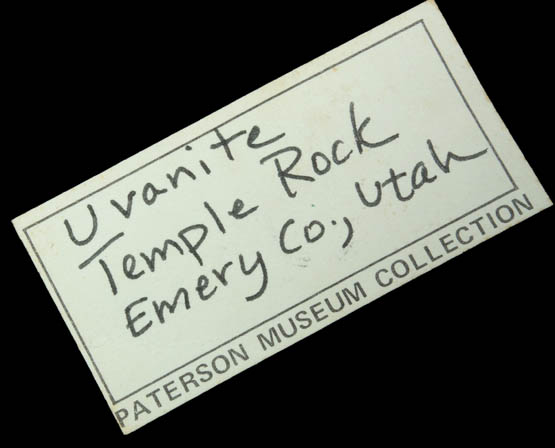 Uvanite
Temple Rock
Emery Co., Utah
PATERSON MUSEUM COLLECTION